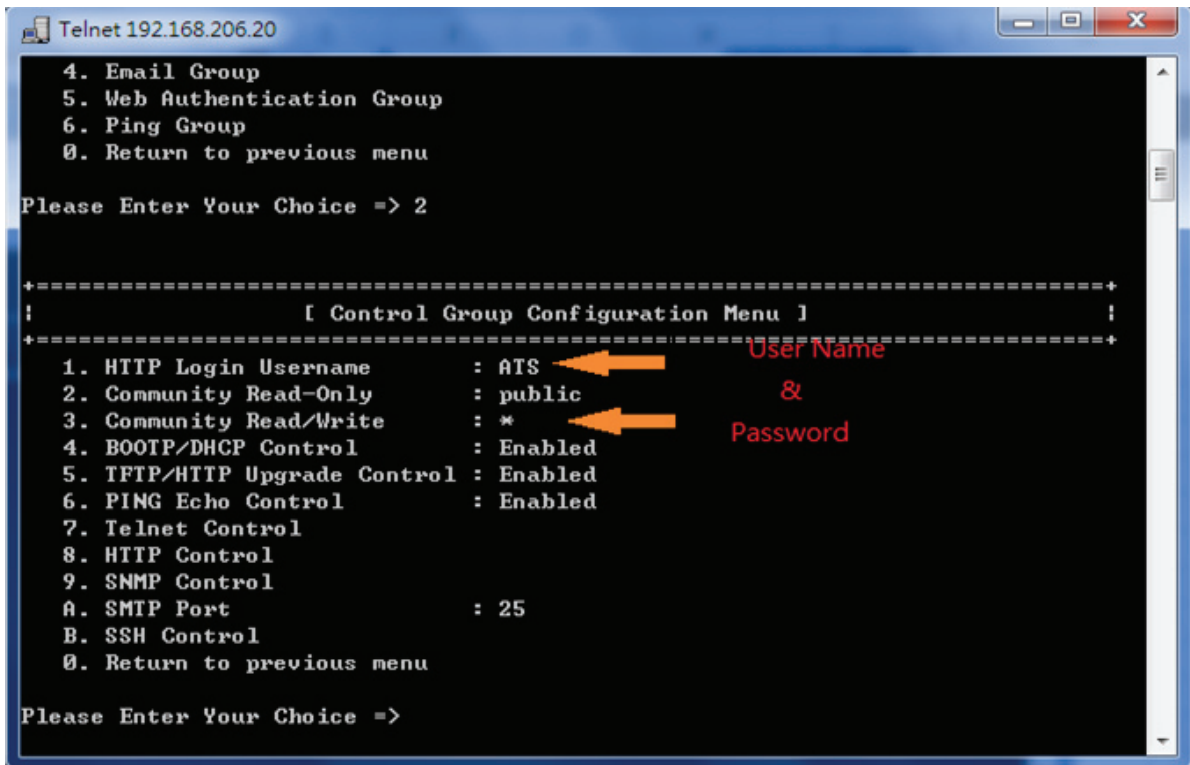 Telnet 192.168.206.20
4. Email Group
5. Web Authentication Group
6. Ping Group
0. Return to previous menu
Please Enter Your Choice => 2
+============================================================================+
¦ [ Control Group Configuration Menu ] ¦
+============================================================================+
1. HTTP Login Username : ATS
2. Community Read-Only : public
3. Community Read/Write : *
4. BOOTP/DHCP Control : Enabled
5. TFTP/HTTP Upgrade Control : Enabled
6. PING Echo Control : Enabled
7. Telnet Control
8. HTTP Control
9. SNMP Control
A. SMTP Port : 25
B. SSH Control
0. Return to previous menu
Please Enter Your Choice =>
User Name
&
Password